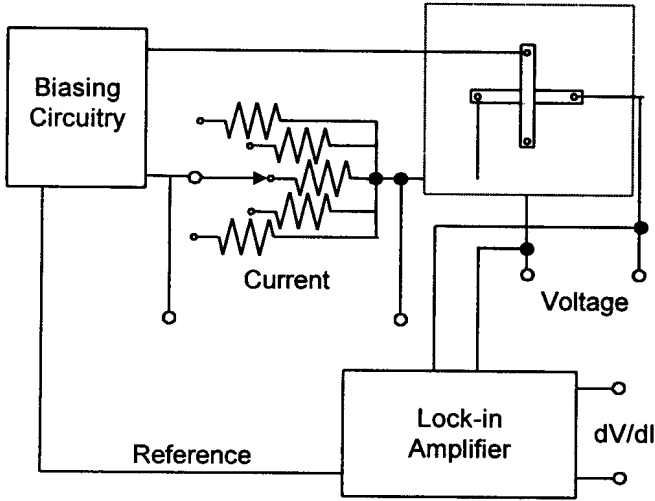 Biasing
Circuitry
Current
Voltage
Lock-in
Amplifier
dV/dI
Reference